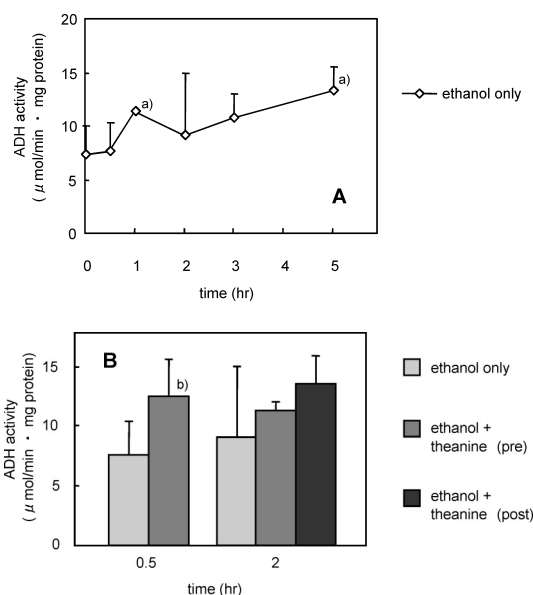 20
15
10
5
0
ADH activity
( μ mol/min ・ mg protein)
a)
a)
A
0 1 2 3 4 5
time (hr)
ethanol only
B
15
10
5
0
ADH activity
( μ mol/min ・ mg protein)
b)
0.5 2
time (hr)
ethanol only
ethanol +
theanine (pre)
ethanol +
theanine (post)